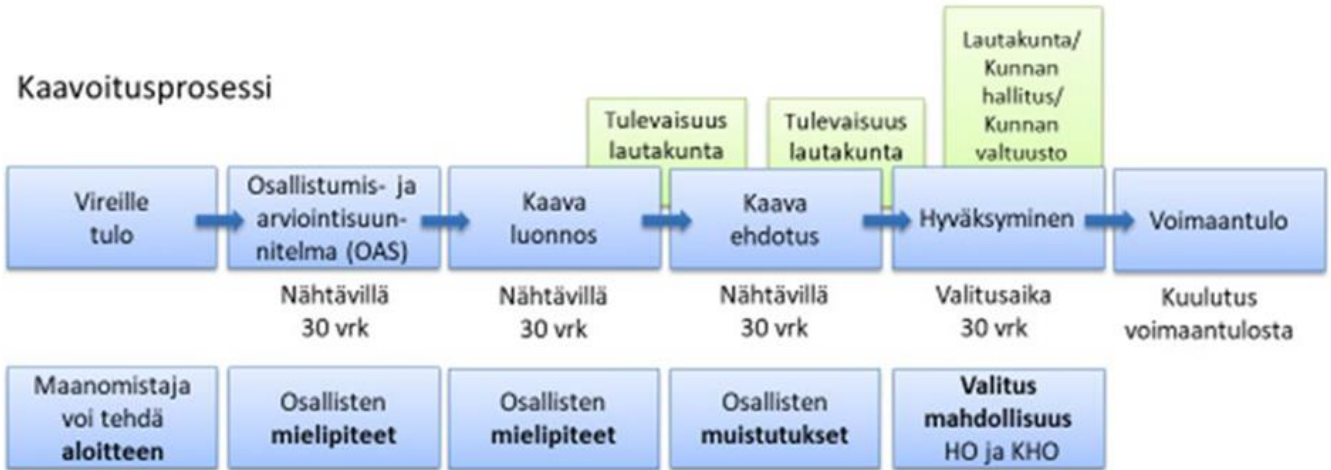 Kaavoitusprosessi
Tulevaisuus
lautakunta
Tulevaisuus
lautakunta
Lautakunta/
Kunnan
hallitus/
Kunnan
valtuusto
Vireille
tulo
Osallistumis- ja
arviointisuun-
nitelma (OAS)
Kaava
luonnos
Kaava
ehdotus
Hyväksyminen
Voimaantulo
Nähtävillä
30 vrk
Nähtävillä
30 vrk
Nähtävillä
30 vrk
Valitusaika
30 vrk
Kuulutus
voimaantulosta
Maanomistaja
voi tehdä
aloitteen
Osallisten
mielipiteet
Osallisten
mielipiteet
Osallisten
muistutukset
Valitus
mahdollisuus
HO ja KHO